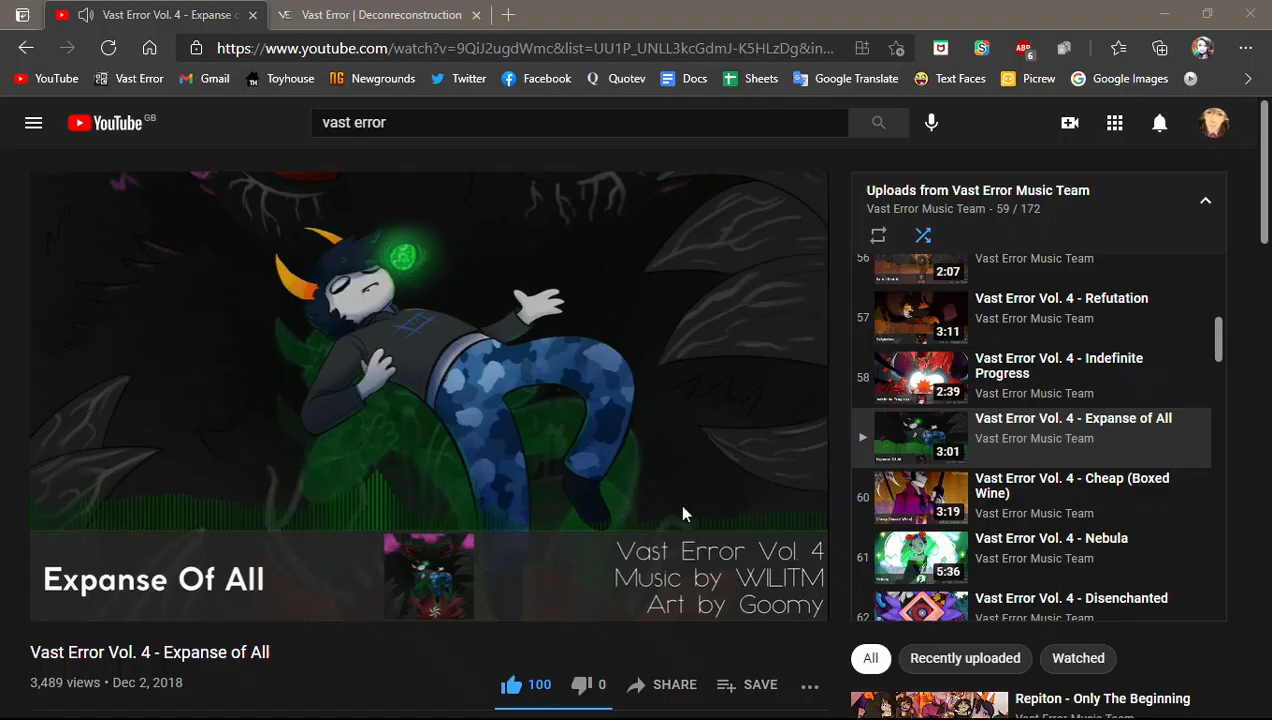 Vast Error Vol. 4 - Expanse o
Vast Error | Deconreconstruction
https://www.youtube.com/watch?v=9QiJ2ugdWmc&list=UU1P_UNLL3kcGdmJ-K5HLzDg&in...
ABP
6
YouTube
Vast Error
Gmail
TH
Toyhouse
NG
Newgrounds
Twitter
Facebook
Q
Quotev
Docs
Sheets
Google Translate
Text Faces
Picrew
Google Images
YouTube GB
vast error
Expanse Of All
Vast Error Vol. 4
Music by WILITM
Art by Goomy
Vast Error Vol. 4 - Expanse of All
3,489 views • Dec 2, 2018
100
0
SHARE
SAVE
Uploads from Vast Error Music Team
Vast Error Music Team - 59 / 172
56
2:07
Vast Error Music Team
57
3:11
Vast Error Vol. 4 - Refutation
Vast Error Music Team
58
2:39
Vast Error Vol. 4 - Indefinite
Progress
Vast Error Music Team
3:01
Vast Error Vol. 4 - Expanse of All
Vast Error Music Team
60
3:19
Vast Error Vol. 4 - Cheap (Boxed
Wine)
Vast Error Music Team
61
5:36
Vast Error Vol. 4 - Nebula
Vast Error Music Team
62
Vast Error Vol. 4 - Disenchanted
Vast Error Music Team
All
Recently uploaded
Watched
Repiton - Only The Beginning